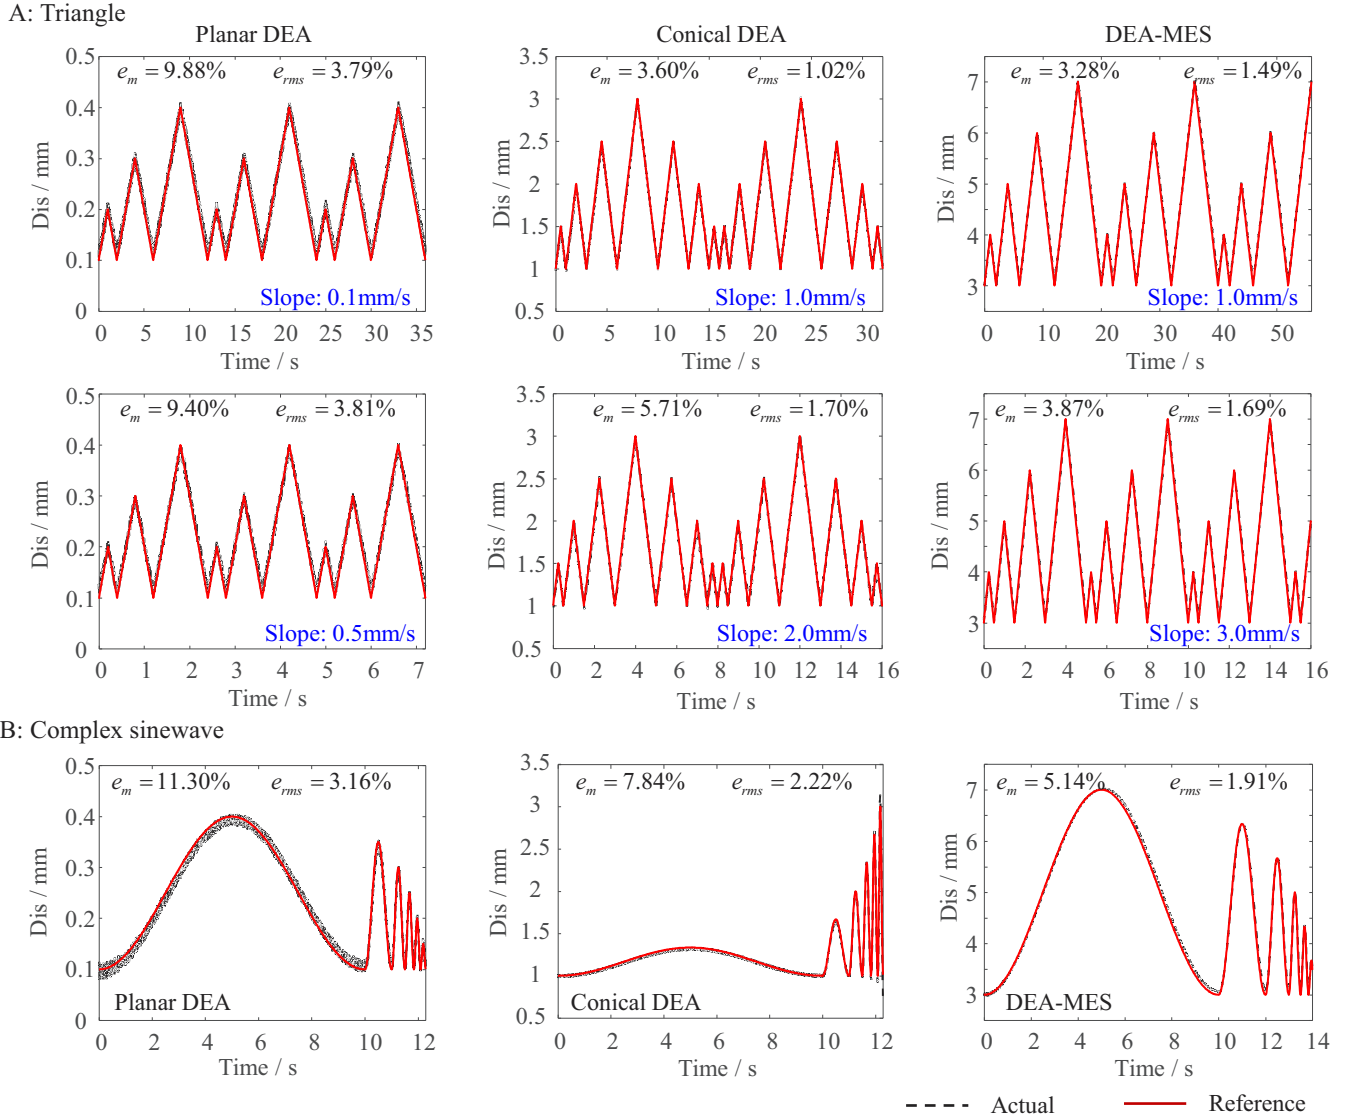 A: Triangle
Planar DEA
Conical DEA
DEA-MES
e_m = 9.88% e_rms = 3.79%
0.5
0.4
0.3
0.2
0.1
0
Dis / mm
Slope: 0.1mm/s
0 5 10 15 20 25 30 35
Time / s
e_m = 3.60% e_rms = 1.02%
3.5
3
2.5
2
1.5
1
0.5
Dis / mm
Slope: 1.0mm/s
0 5 10 15 20 25 30
Time / s
e_m = 3.28% e_rms = 1.49%
7
6
5
4
3
Dis / mm
Slope: 1.0mm/s
0 10 20 30 40 50
Time / s
e_m = 9.40% e_rms = 3.81%
0.5
0.4
0.3
0.2
0.1
0
Dis / mm
Slope: 0.5mm/s
0 1 2 3 4 5 6 7
Time / s
e_m = 5.71% e_rms = 1.70%
3.5
3
2.5
2
1.5
1
0.5
Dis / mm
Slope: 2.0mm/s
0 2 4 6 8 10 12 14 16
Time / s
e_m = 3.87% e_rms = 1.69%
7
6
5
4
3
Dis / mm
Slope: 3.0mm/s
0 2 4 6 8 10 12 14 16
Time / s
B: Complex sinewave
e_m = 11.30% e_rms = 3.16%
0.5
0.4
0.3
0.2
0.1
0
Dis / mm
Planar DEA
0 2 4 6 8 10 12
Time / s
e_m = 7.84% e_rms = 2.22%
3.5
3
2.5
2
1.5
1
0.5
Dis / mm
Conical DEA
0 2 4 6 8 10 12
Time / s
e_m = 5.14% e_rms = 1.91%
7
6
5
4
3
Dis / mm
DEA-MES
0 2 4 6 8 10 12 14
Time / s
Actual Reference